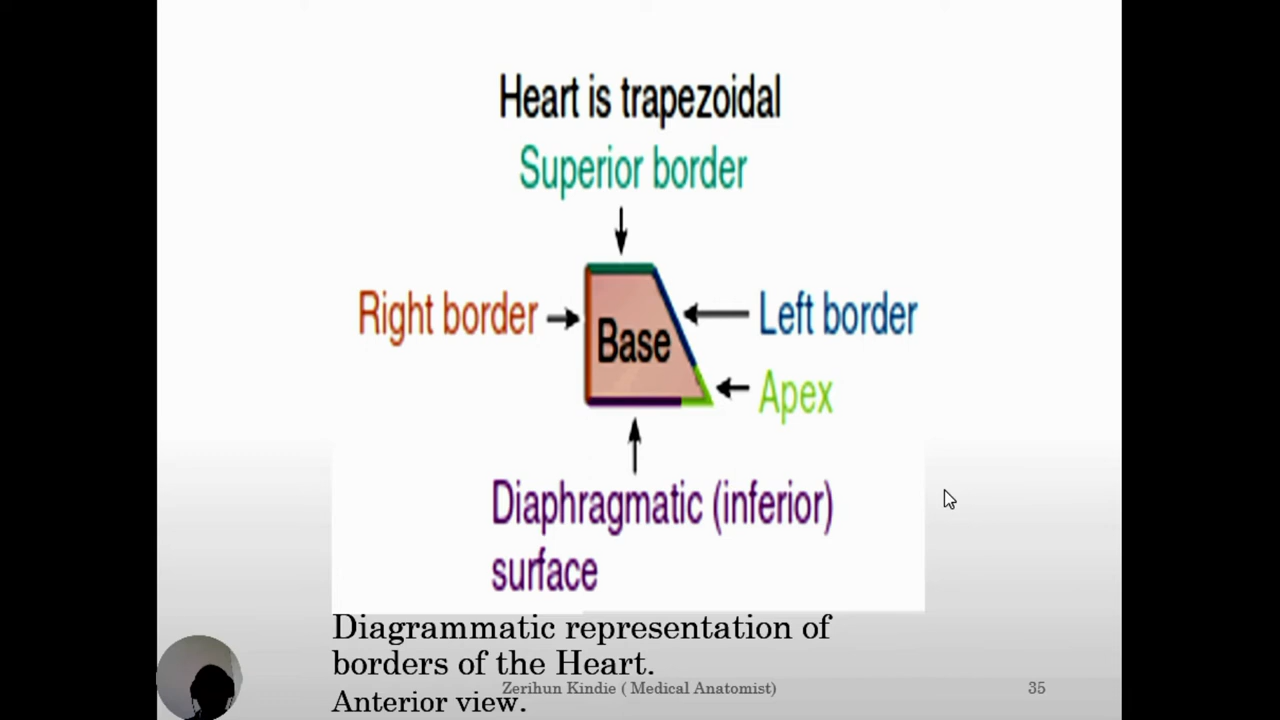 Heart is trapezoidal
Superior border
Right border
Left border
Base
Apex
Diaphragmatic (inferior)
surface
Diagrammatic representation of
borders of the Heart.
Anterior view.
Zerihun Kindie ( Medical Anatomist)
35